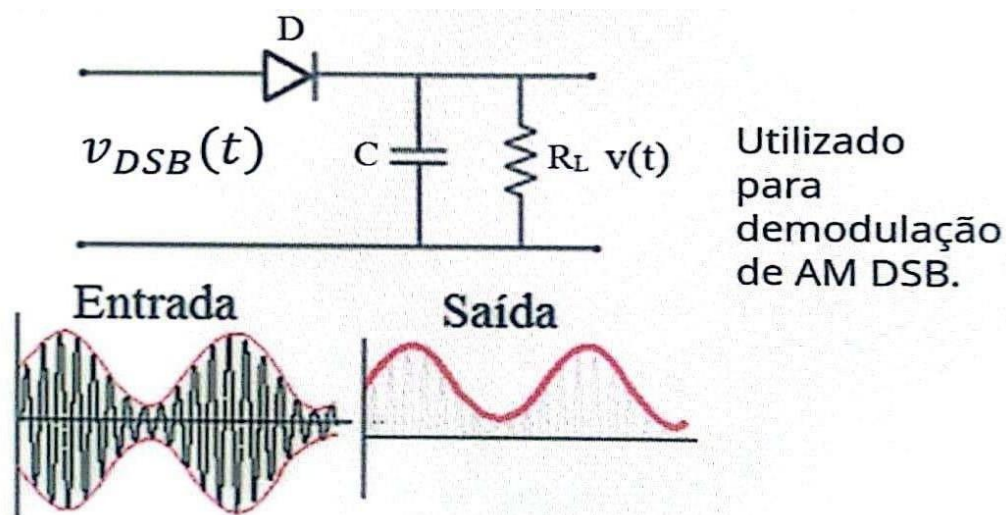 D
v_DSB(t)
C
R_L v(t)
Utilizado
para
demodulação
de AM DSB.
Entrada
Saída